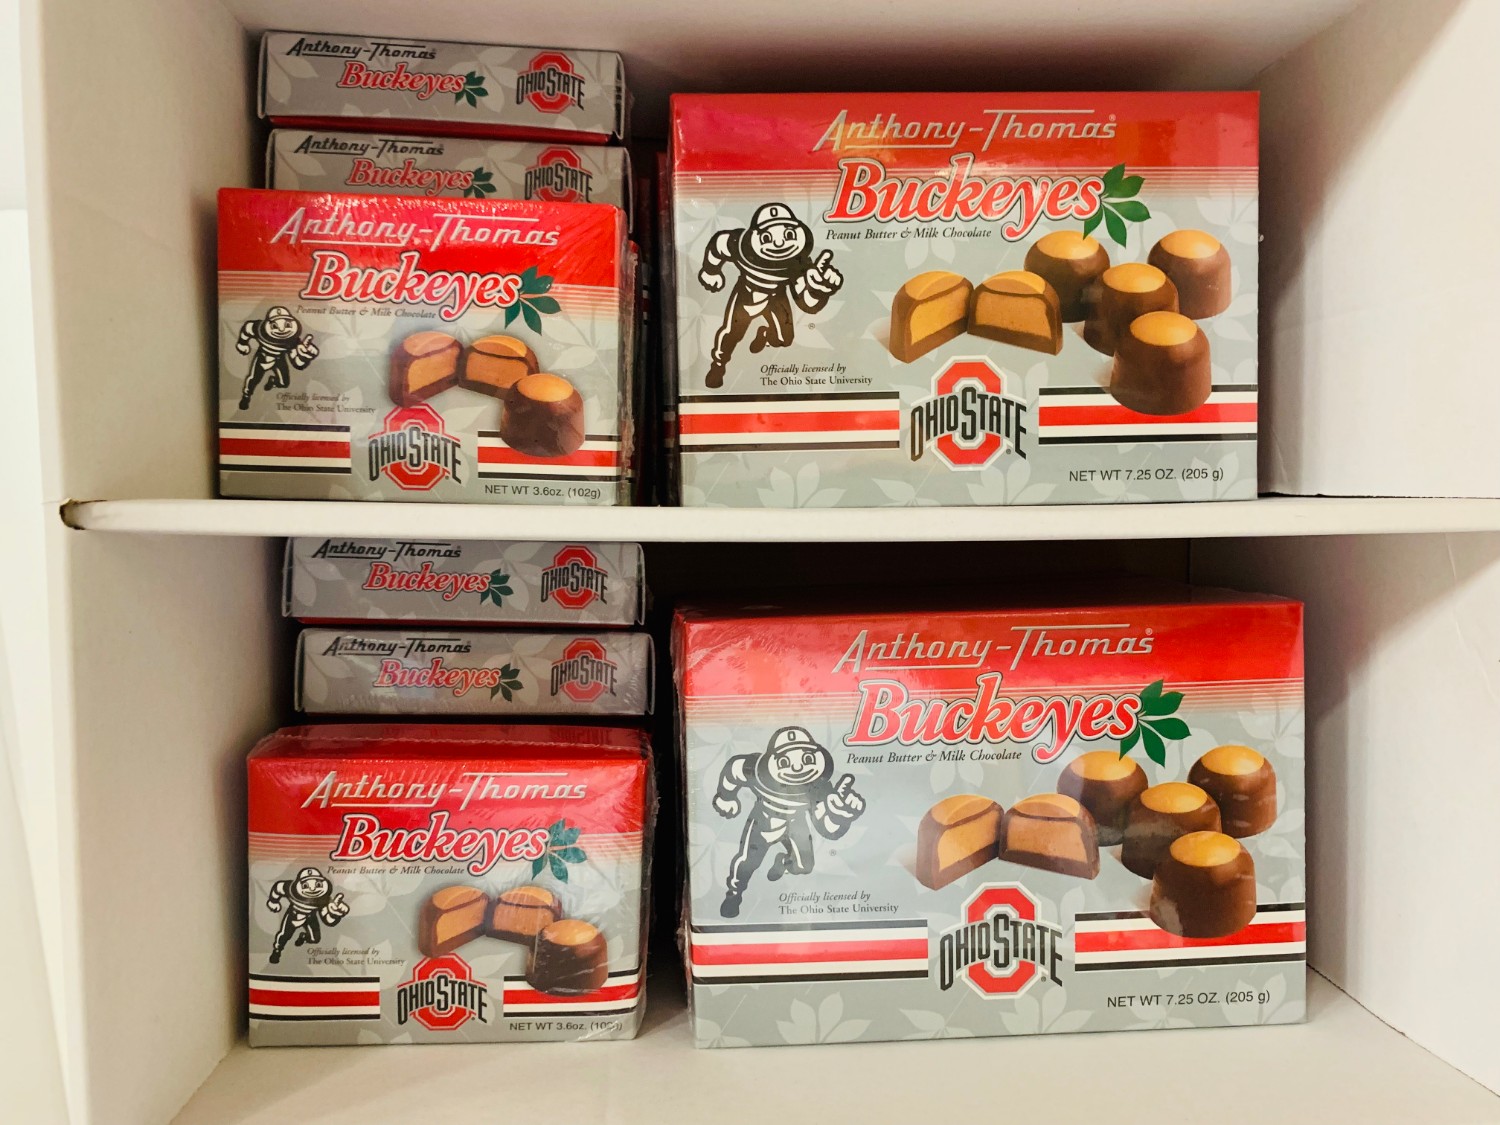 Anthony-Thomas
Buckeyes
OHIO STATE
Anthony-Thomas
Buckeyes
OHIO STATE
Anthony-Thomas®
Buckeyes
Peanut Butter & Milk Chocolate
Officially licensed by
The Ohio State University
OHIO STATE
NET WT 3.6oz. (102g)
Anthony-Thomas®
Buckeyes
Peanut Butter & Milk Chocolate
O
®
Officially licensed by
The Ohio State University
OHIO STATE®
NET WT 7.25 OZ. (205 g)
Anthony-Thomas®
Buckeyes
OHIO STATE
Anthony-Thomas®
Buckeyes
OHIO STATE
Anthony-Thomas®
Buckeyes
Peanut Butter & Milk Chocolate
Officially licensed by
The Ohio State University
OHIO STATE
NET WT 3.6oz. (102g)
Anthony-Thomas®
Buckeyes
Peanut Butter & Milk Chocolate
O
®
Officially licensed by
The Ohio State University
OHIO STATE®
NET WT 7.25 OZ. (205 g)